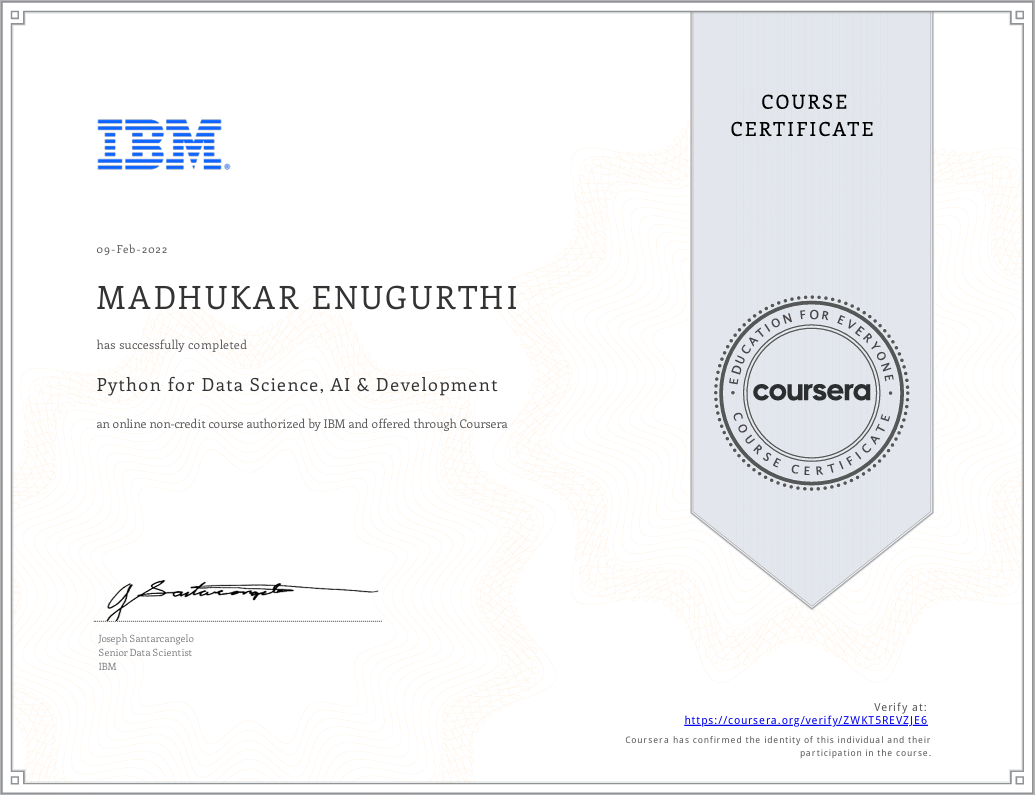 COURSE
CERTIFICATE
IBM®
09-Feb-2022
MADHUKAR ENUGURTHI
has successfully completed
Python for Data Science, AI & Development
an online non-credit course authorized by IBM and offered through Coursera
EDUCATION FOR EVERYONE
coursera
COURSE CERTIFICATE
J Santarcangelo
Joseph Santarcangelo
Senior Data Scientist
IBM
Verify at:
https://coursera.org/verify/ZWKT5REVZJE6
Coursera has confirmed the identity of this individual and their
participation in the course.